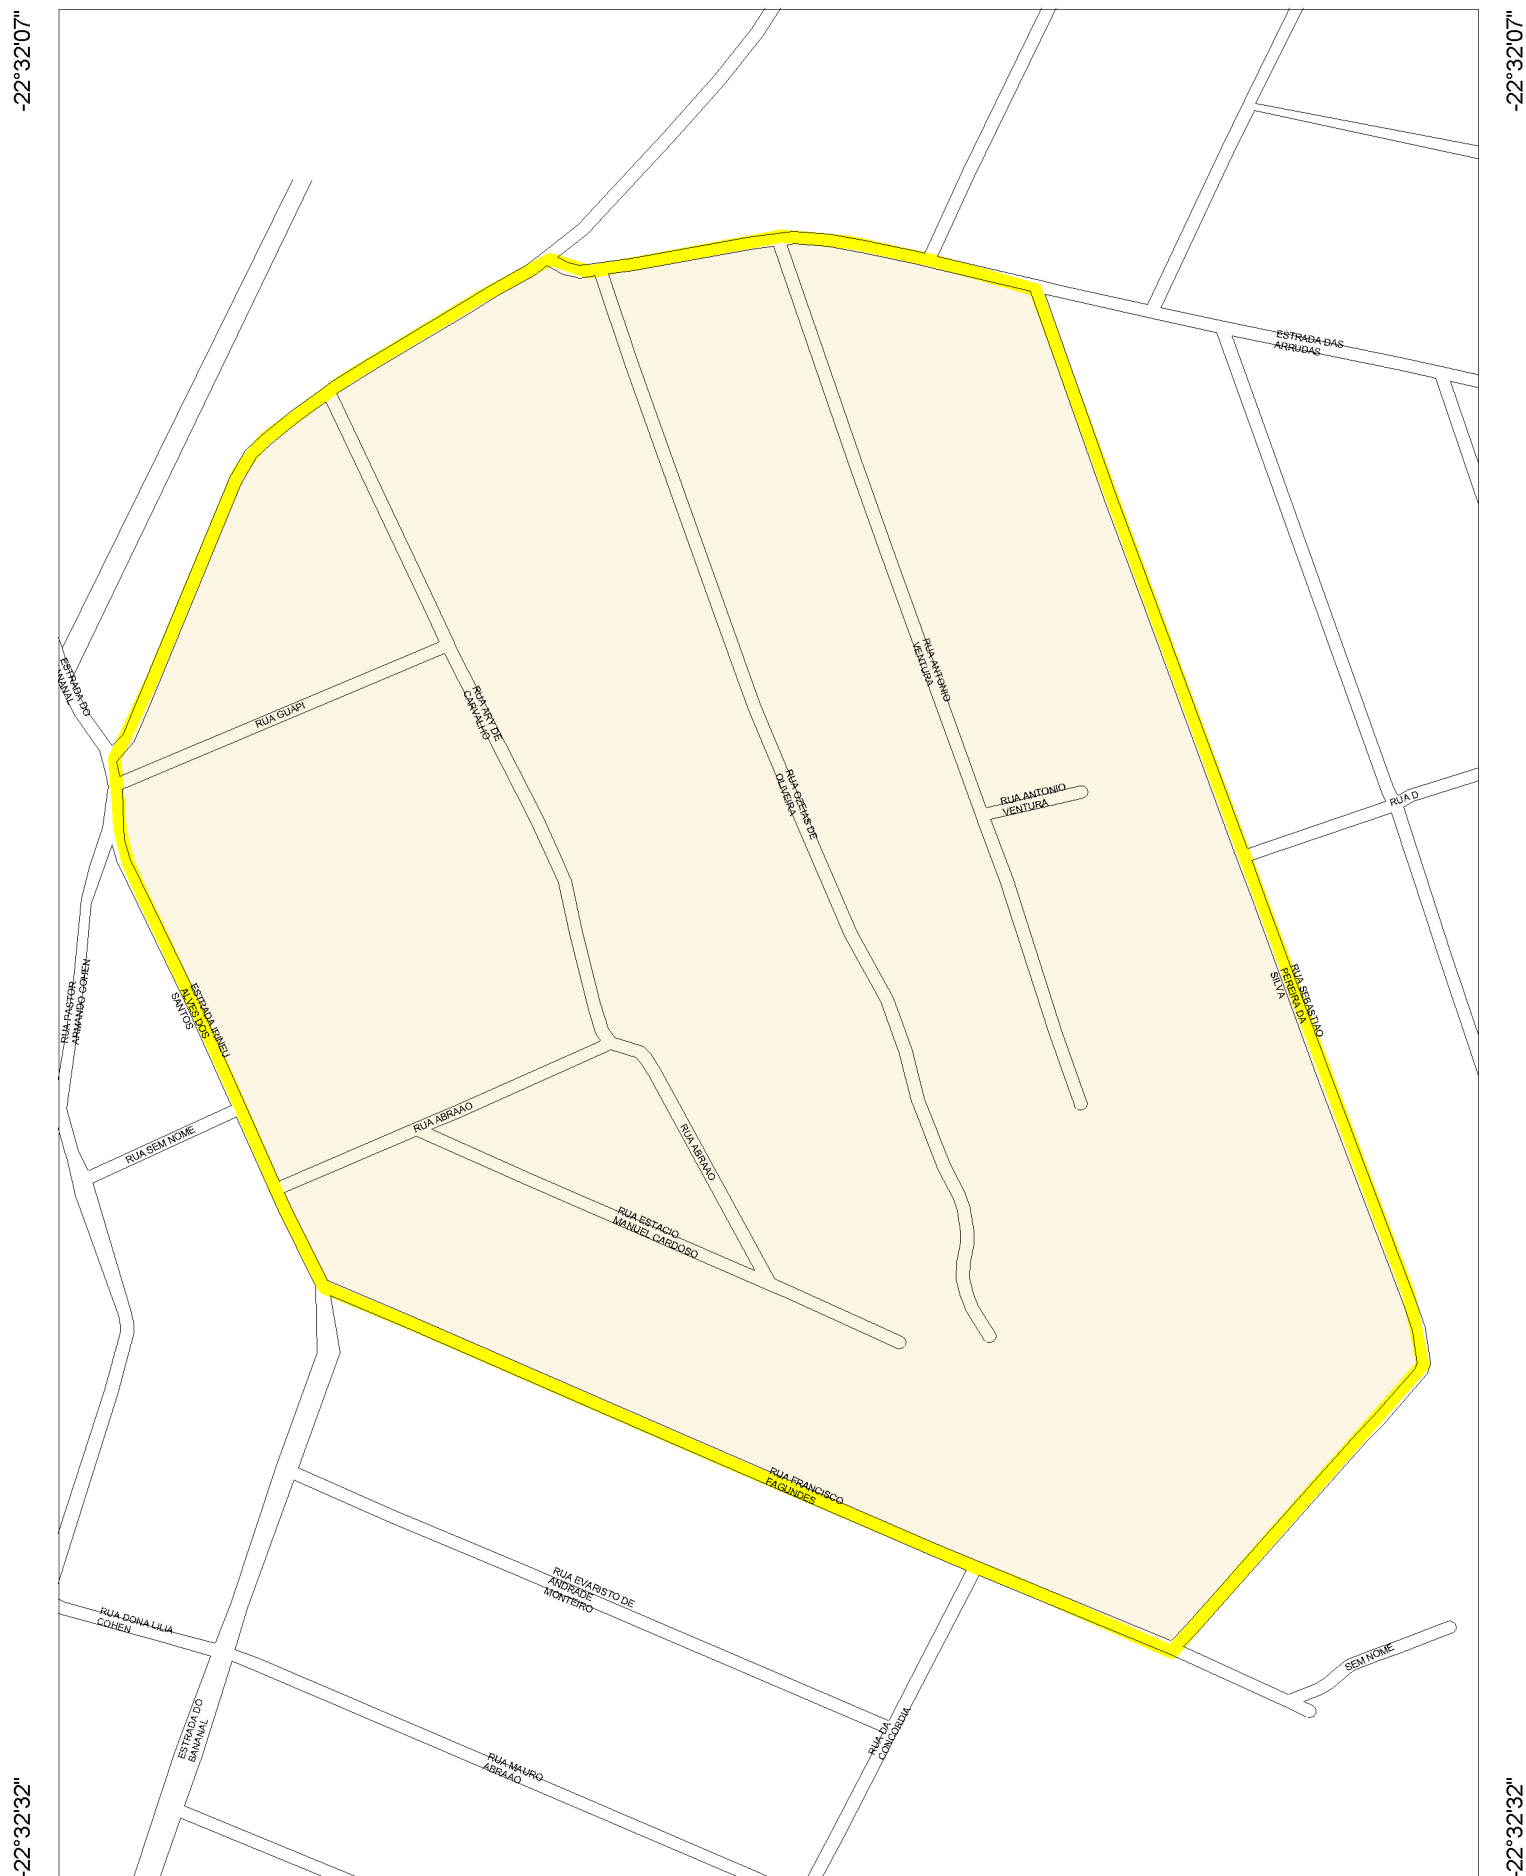 -22°32'07"
-22°32'07"
ESTRADA DAS
ARRUDAS
ESTRADA DO
RUA ANTONIO
VENTURA
RUA ARY DE
CARVALHO
RUA GUAPI
RUA OZEIAS DE
OLIVEIRA
RUA ANTONIO
VENTURA
RUA D
RUA PASTOR
ARMANDO COHEN
ESTRADA IRINEU
ALVES DOS
SANTOS
RUA SEBASTIAO
PEREIRA DA
SILVA
RUA ABRAAO
RUA SEM NOME
RUA ABRAAO
RUA ESTACIO
MANUEL CARDOSO
RUA FRANCISCO
FAGUNDES
RUA EVARISTO DE
ANDRADE
MONTEIRO
RUA DONA LILIA
COHEN
SEM NOME
ESTRADA DO
BANANAL
RUA DA
CONCORDIA
RUA MAURO
ABRAAO
-22°32'32"
-22°32'32"